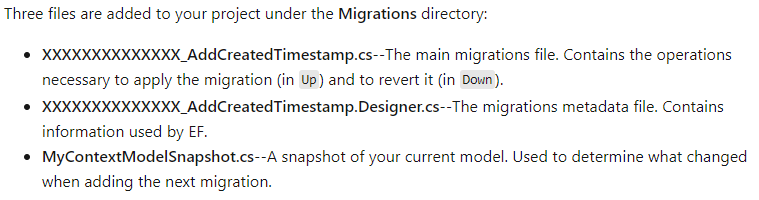 Three files are added to your project under the Migrations directory:
• XXXXXXXXXXXXXX_AddCreatedTimestamp.cs--The main migrations file. Contains the operations
necessary to apply the migration (in Up) and to revert it (in Down).
• XXXXXXXXXXXXXX_AddCreatedTimestamp.Designer.cs--The migrations metadata file. Contains
information used by EF.
• MyContextModelSnapshot.cs--A snapshot of your current model. Used to determine what changed
when adding the next migration.